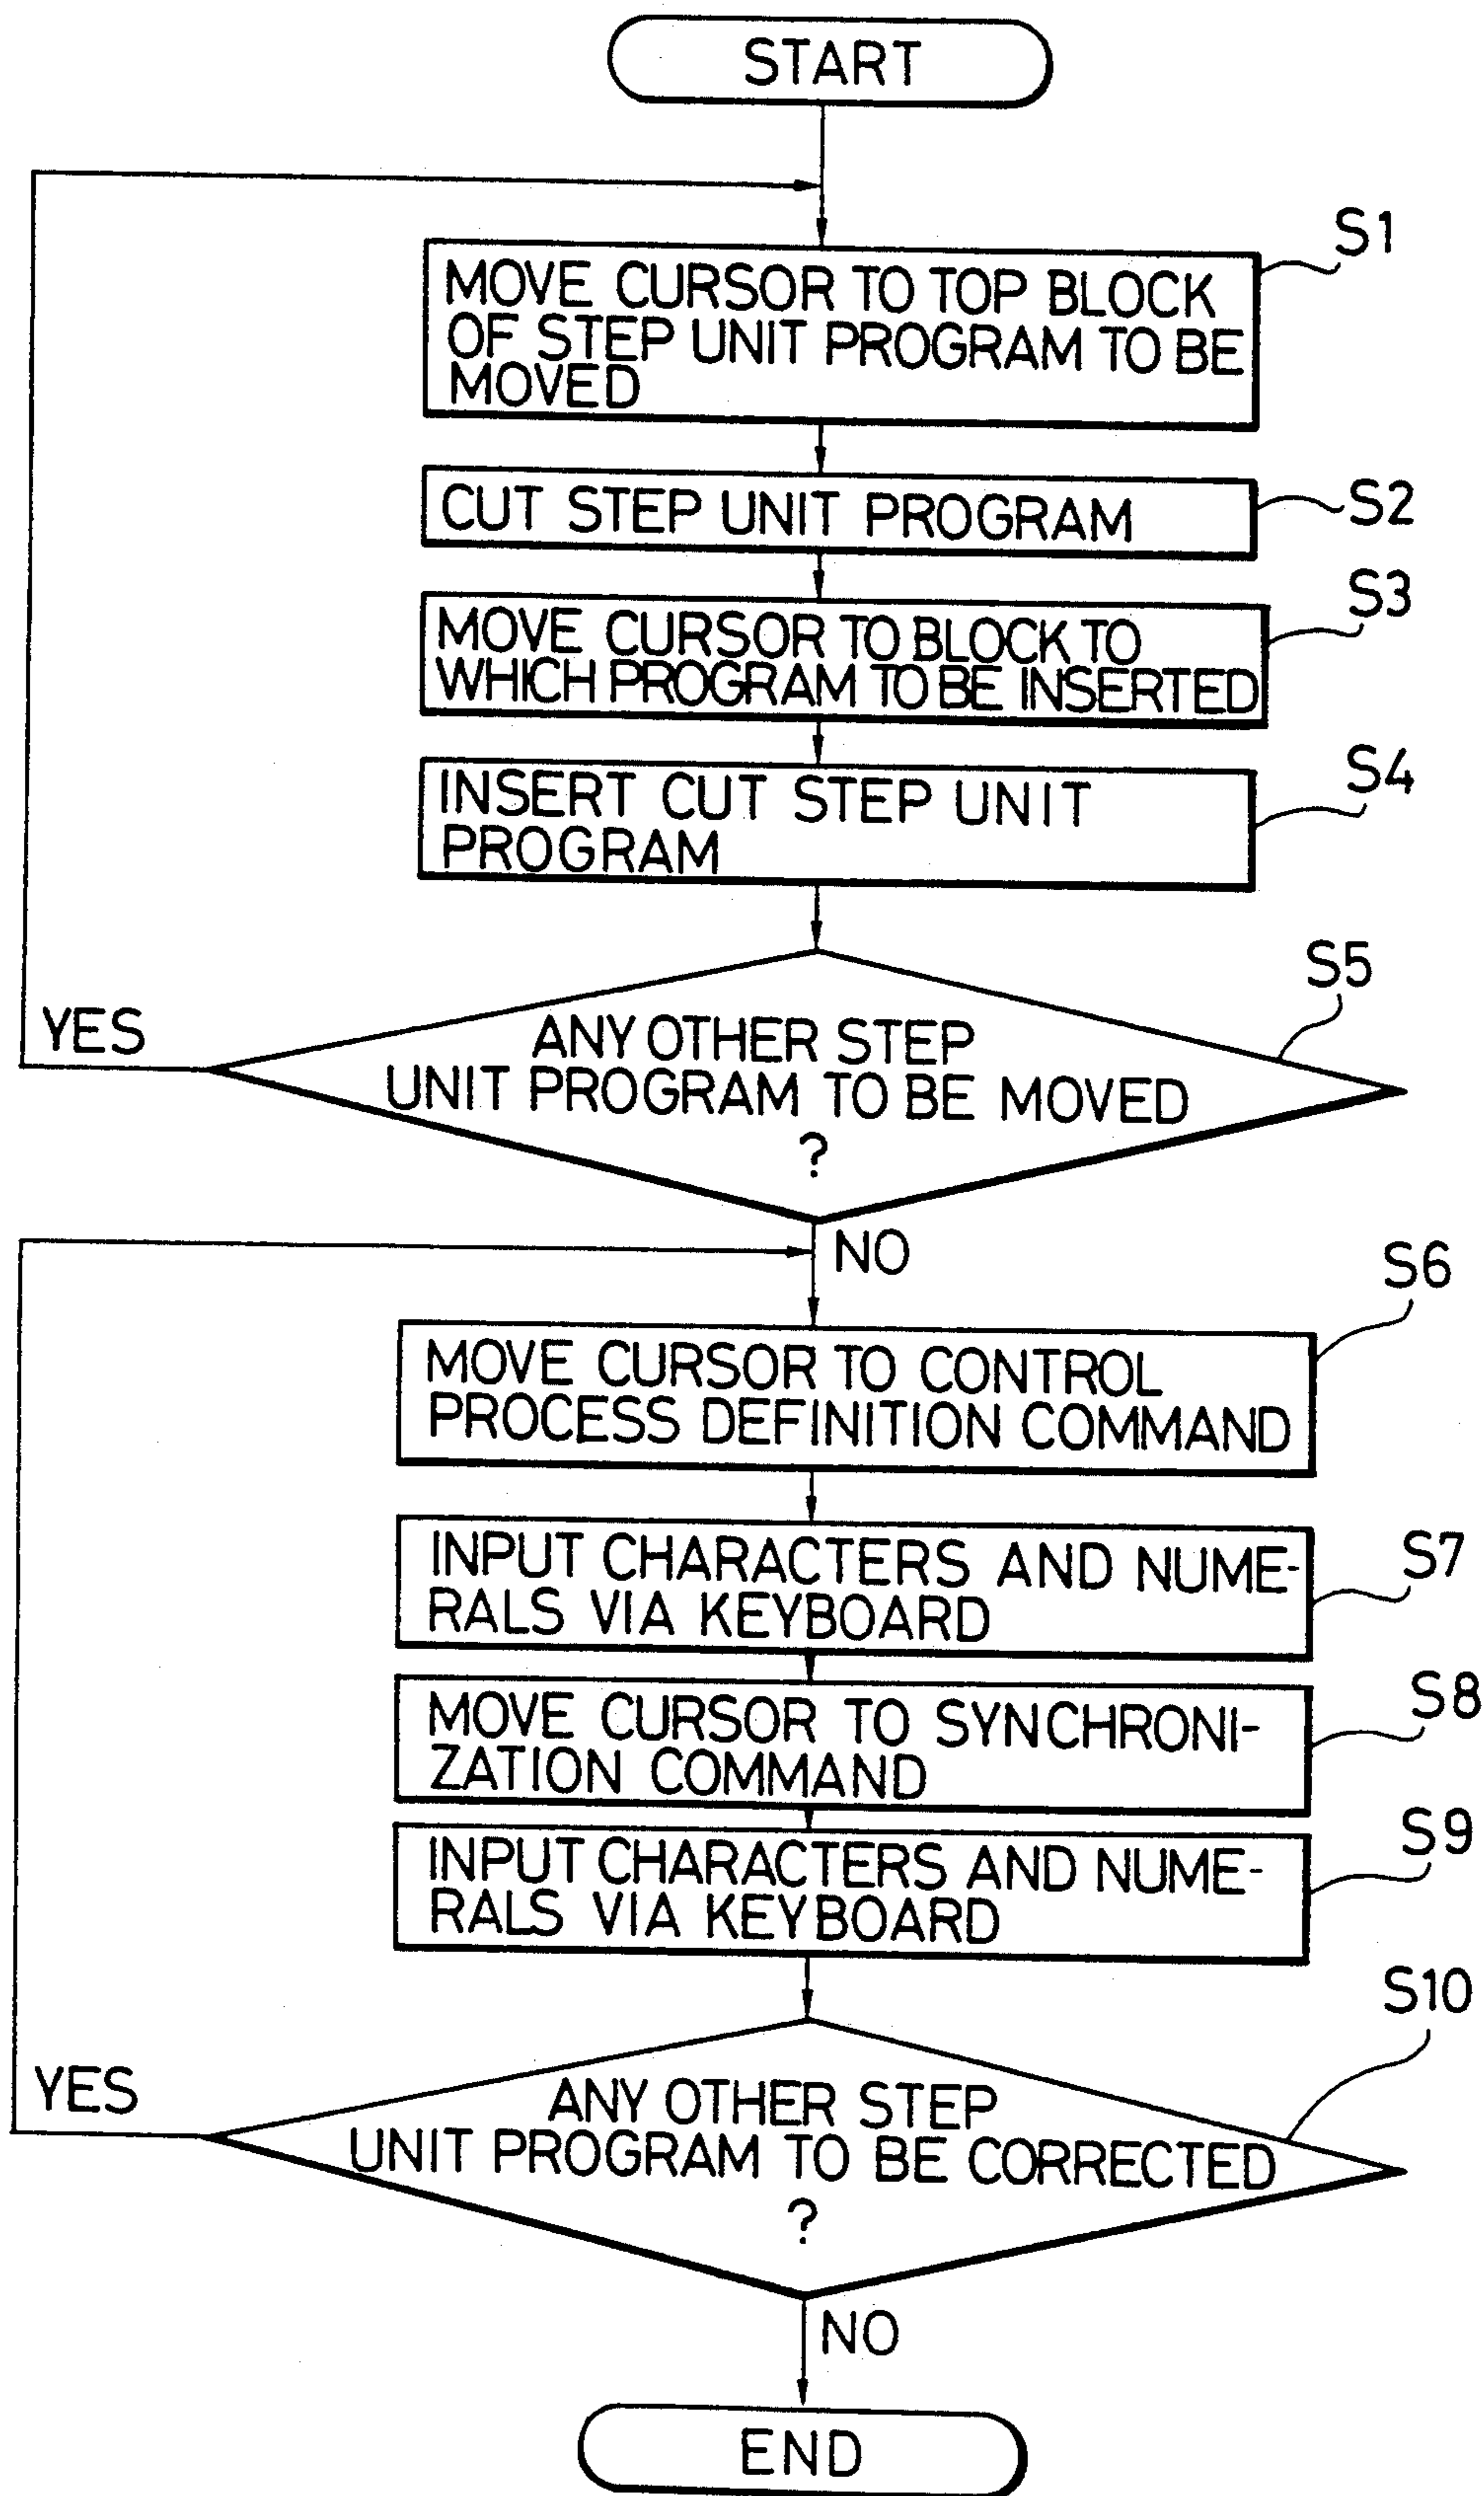 START
S1
MOVE CURSOR TO TOP BLOCK
OF STEP UNIT PROGRAM TO BE
MOVED
CUT STEP UNIT PROGRAM
S2
S3
MOVE CURSOR TO BLOCK TO
WHICH PROGRAM TO BE INSERTED
S4
INSERT CUT STEP UNIT
PROGRAM
S5
YES
ANY OTHER STEP
UNIT PROGRAM TO BE MOVED
?
NO
S6
MOVE CURSOR TO CONTROL
PROCESS DEFINITION COMMAND
S7
INPUT CHARACTERS AND NUME-
RALS VIA KEYBOARD
S8
MOVE CURSOR TO SYNCHRONI-
ZATION COMMAND
S9
INPUT CHARACTERS AND NUME-
RALS VIA KEYBOARD
S10
YES
ANY OTHER STEP
UNIT PROGRAM TO BE CORRECTED
?
NO
END